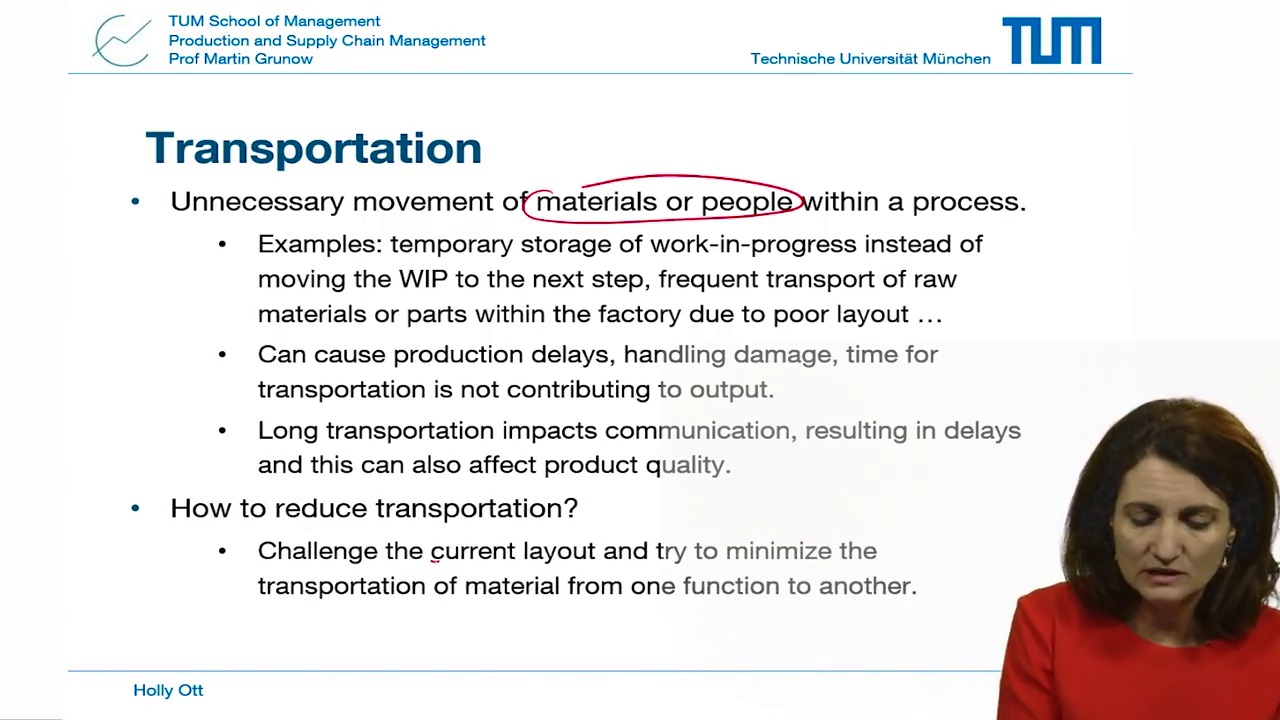 TUM School of Management
Production and Supply Chain Management
Prof Martin Grunow
Technische Universität München
TUM
Transportation
• Unnecessary movement of materials or people within a process.
• Examples: temporary storage of work-in-progress instead of
moving the WIP to the next step, frequent transport of raw
materials or parts within the factory due to poor layout …
• Can cause production delays, handling damage, time for
transportation is not contributing to output.
• Long transportation impacts communication, resulting in delays
and this can also affect product quality.
• How to reduce transportation?
• Challenge the current layout and try to minimize the
transportation of material from one function to another.
Holly Ott